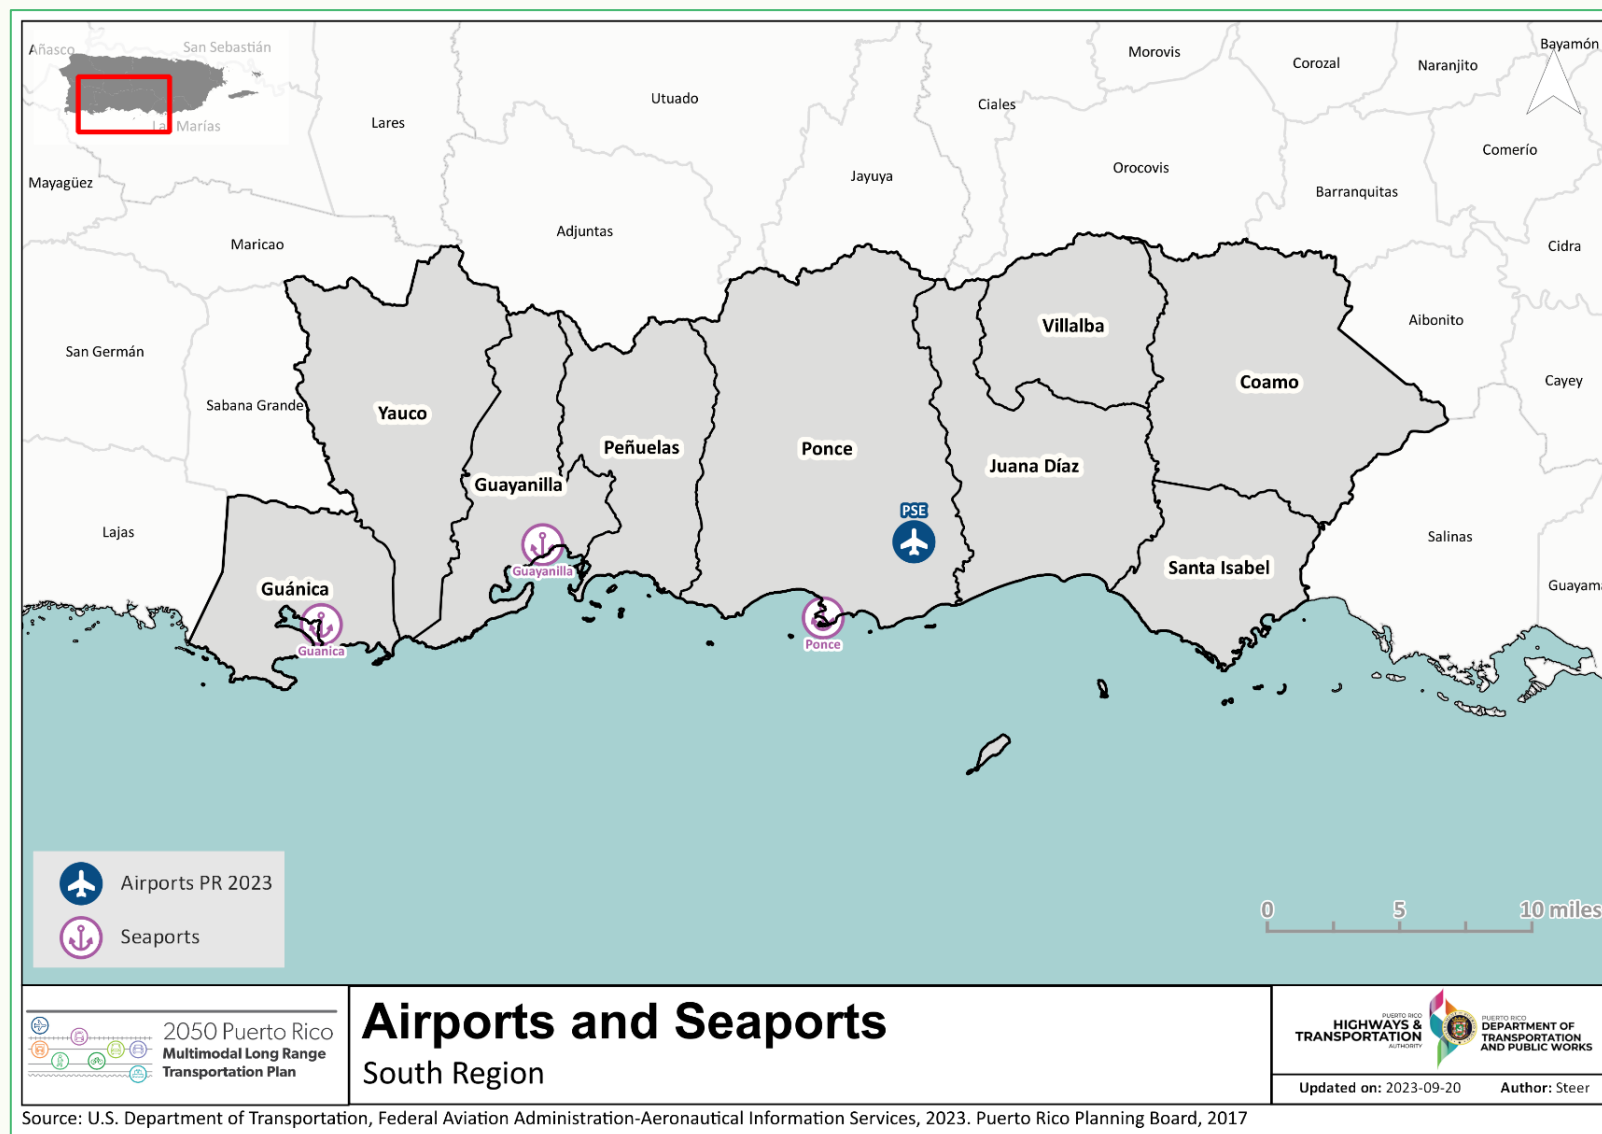 Añasco
San Sebastián
Las Marías
Mayagüez
Lares
Utuado
Ciales
Morovis
Corozal
Naranjito
Bayamón
Comerío
Orocovis
Barranquitas
Jayuya
Adjuntas
Maricao
Cidra
Aibonito
Cayey
San Germán
Sabana Grande
Lajas
Salinas
Guayama
Villalba
Coamo
Yauco
Peñuelas
Ponce
Juana Díaz
Guayanilla
PSE
Santa Isabel
Guánica
Guayanilla
Guanica
Ponce
Airports PR 2023
Seaports
0 5 10 miles
2050 Puerto Rico
Multimodal Long Range
Transportation Plan
Airports and Seaports
South Region
PUERTO RICO
HIGHWAYS &
TRANSPORTATION
AUTHORITY
PUERTO RICO
DEPARTMENT OF
TRANSPORTATION
AND PUBLIC WORKS
Updated on: 2023-09-20 Author: Steer
Source: U.S. Department of Transportation, Federal Aviation Administration-Aeronautical Information Services, 2023. Puerto Rico Planning Board, 2017